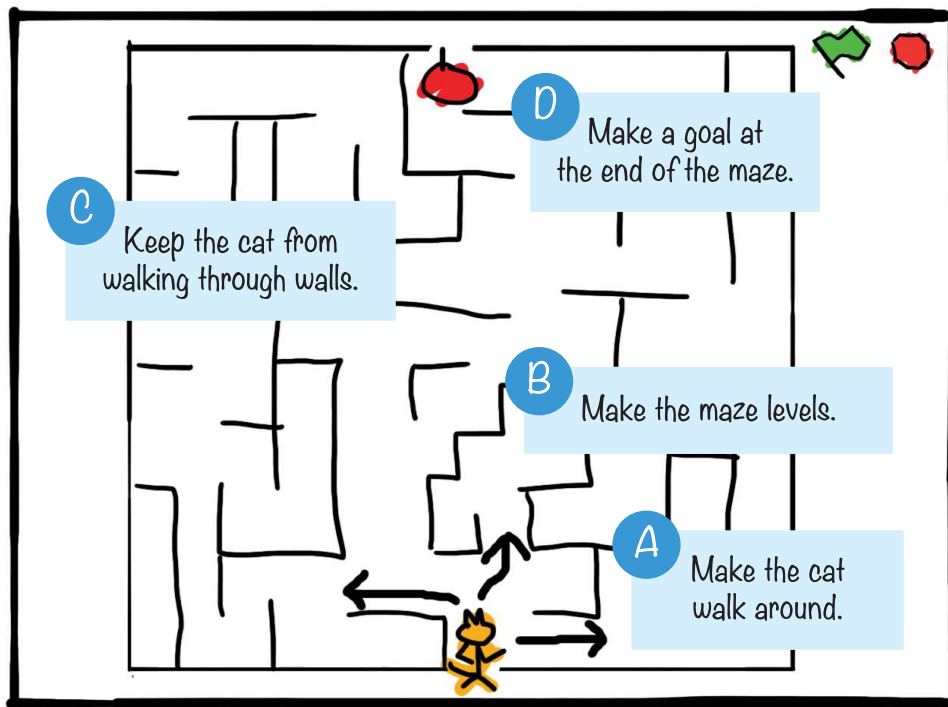 D
Make a goal at
the end of the maze.
C
Keep the cat from
walking through walls.
B
Make the maze levels.
A
Make the cat
walk around.